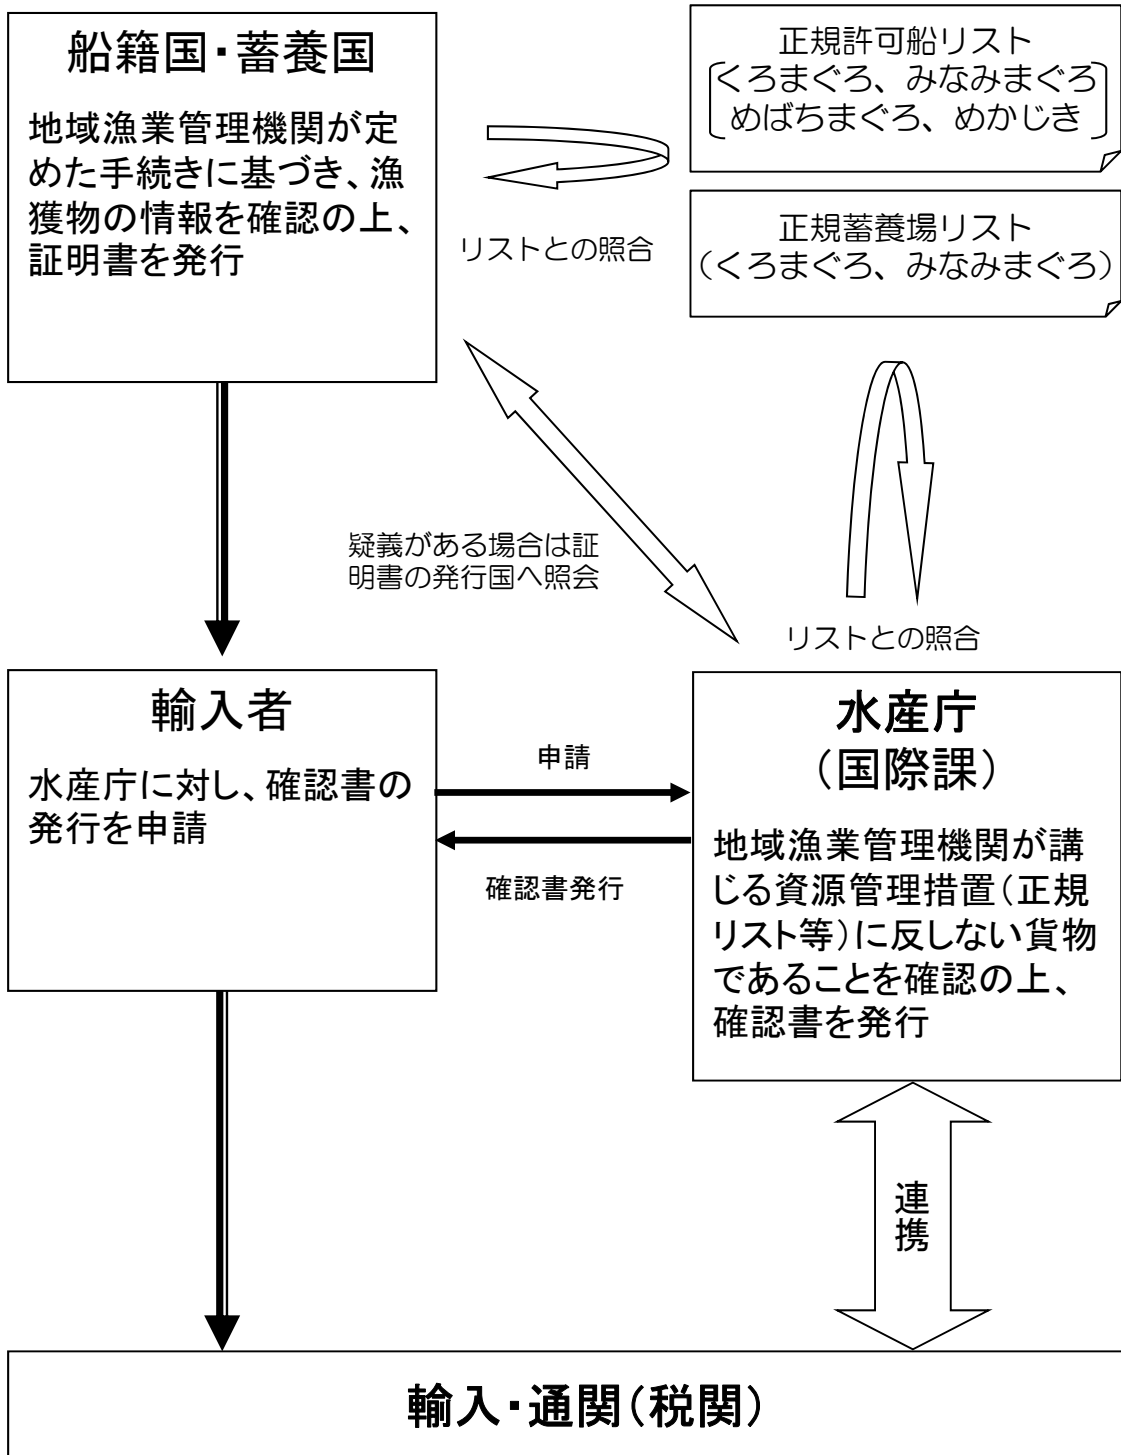 船籍国・蓄養国
地域漁業管理機関が定
めた手続きに基づき、漁
獲物の情報を確認の上、
証明書を発行
リストとの照合
正規許可船リスト
くろまぐろ、みなみまぐろ
めばちまぐろ、めかじき
正規蓄養場リスト
(くろまぐろ、みなみまぐろ)
疑義がある場合は証
明書の発行国へ照会
リストとの照合
輸入者
水産庁に対し、確認書の
発行を申請
申請
確認書発行
水産庁
(国際課)
地域漁業管理機関が講
じる資源管理措置(正規
リスト等)に反しない貨物
であることを確認の上、
確認書を発行
連携
輸入・通関(税関)